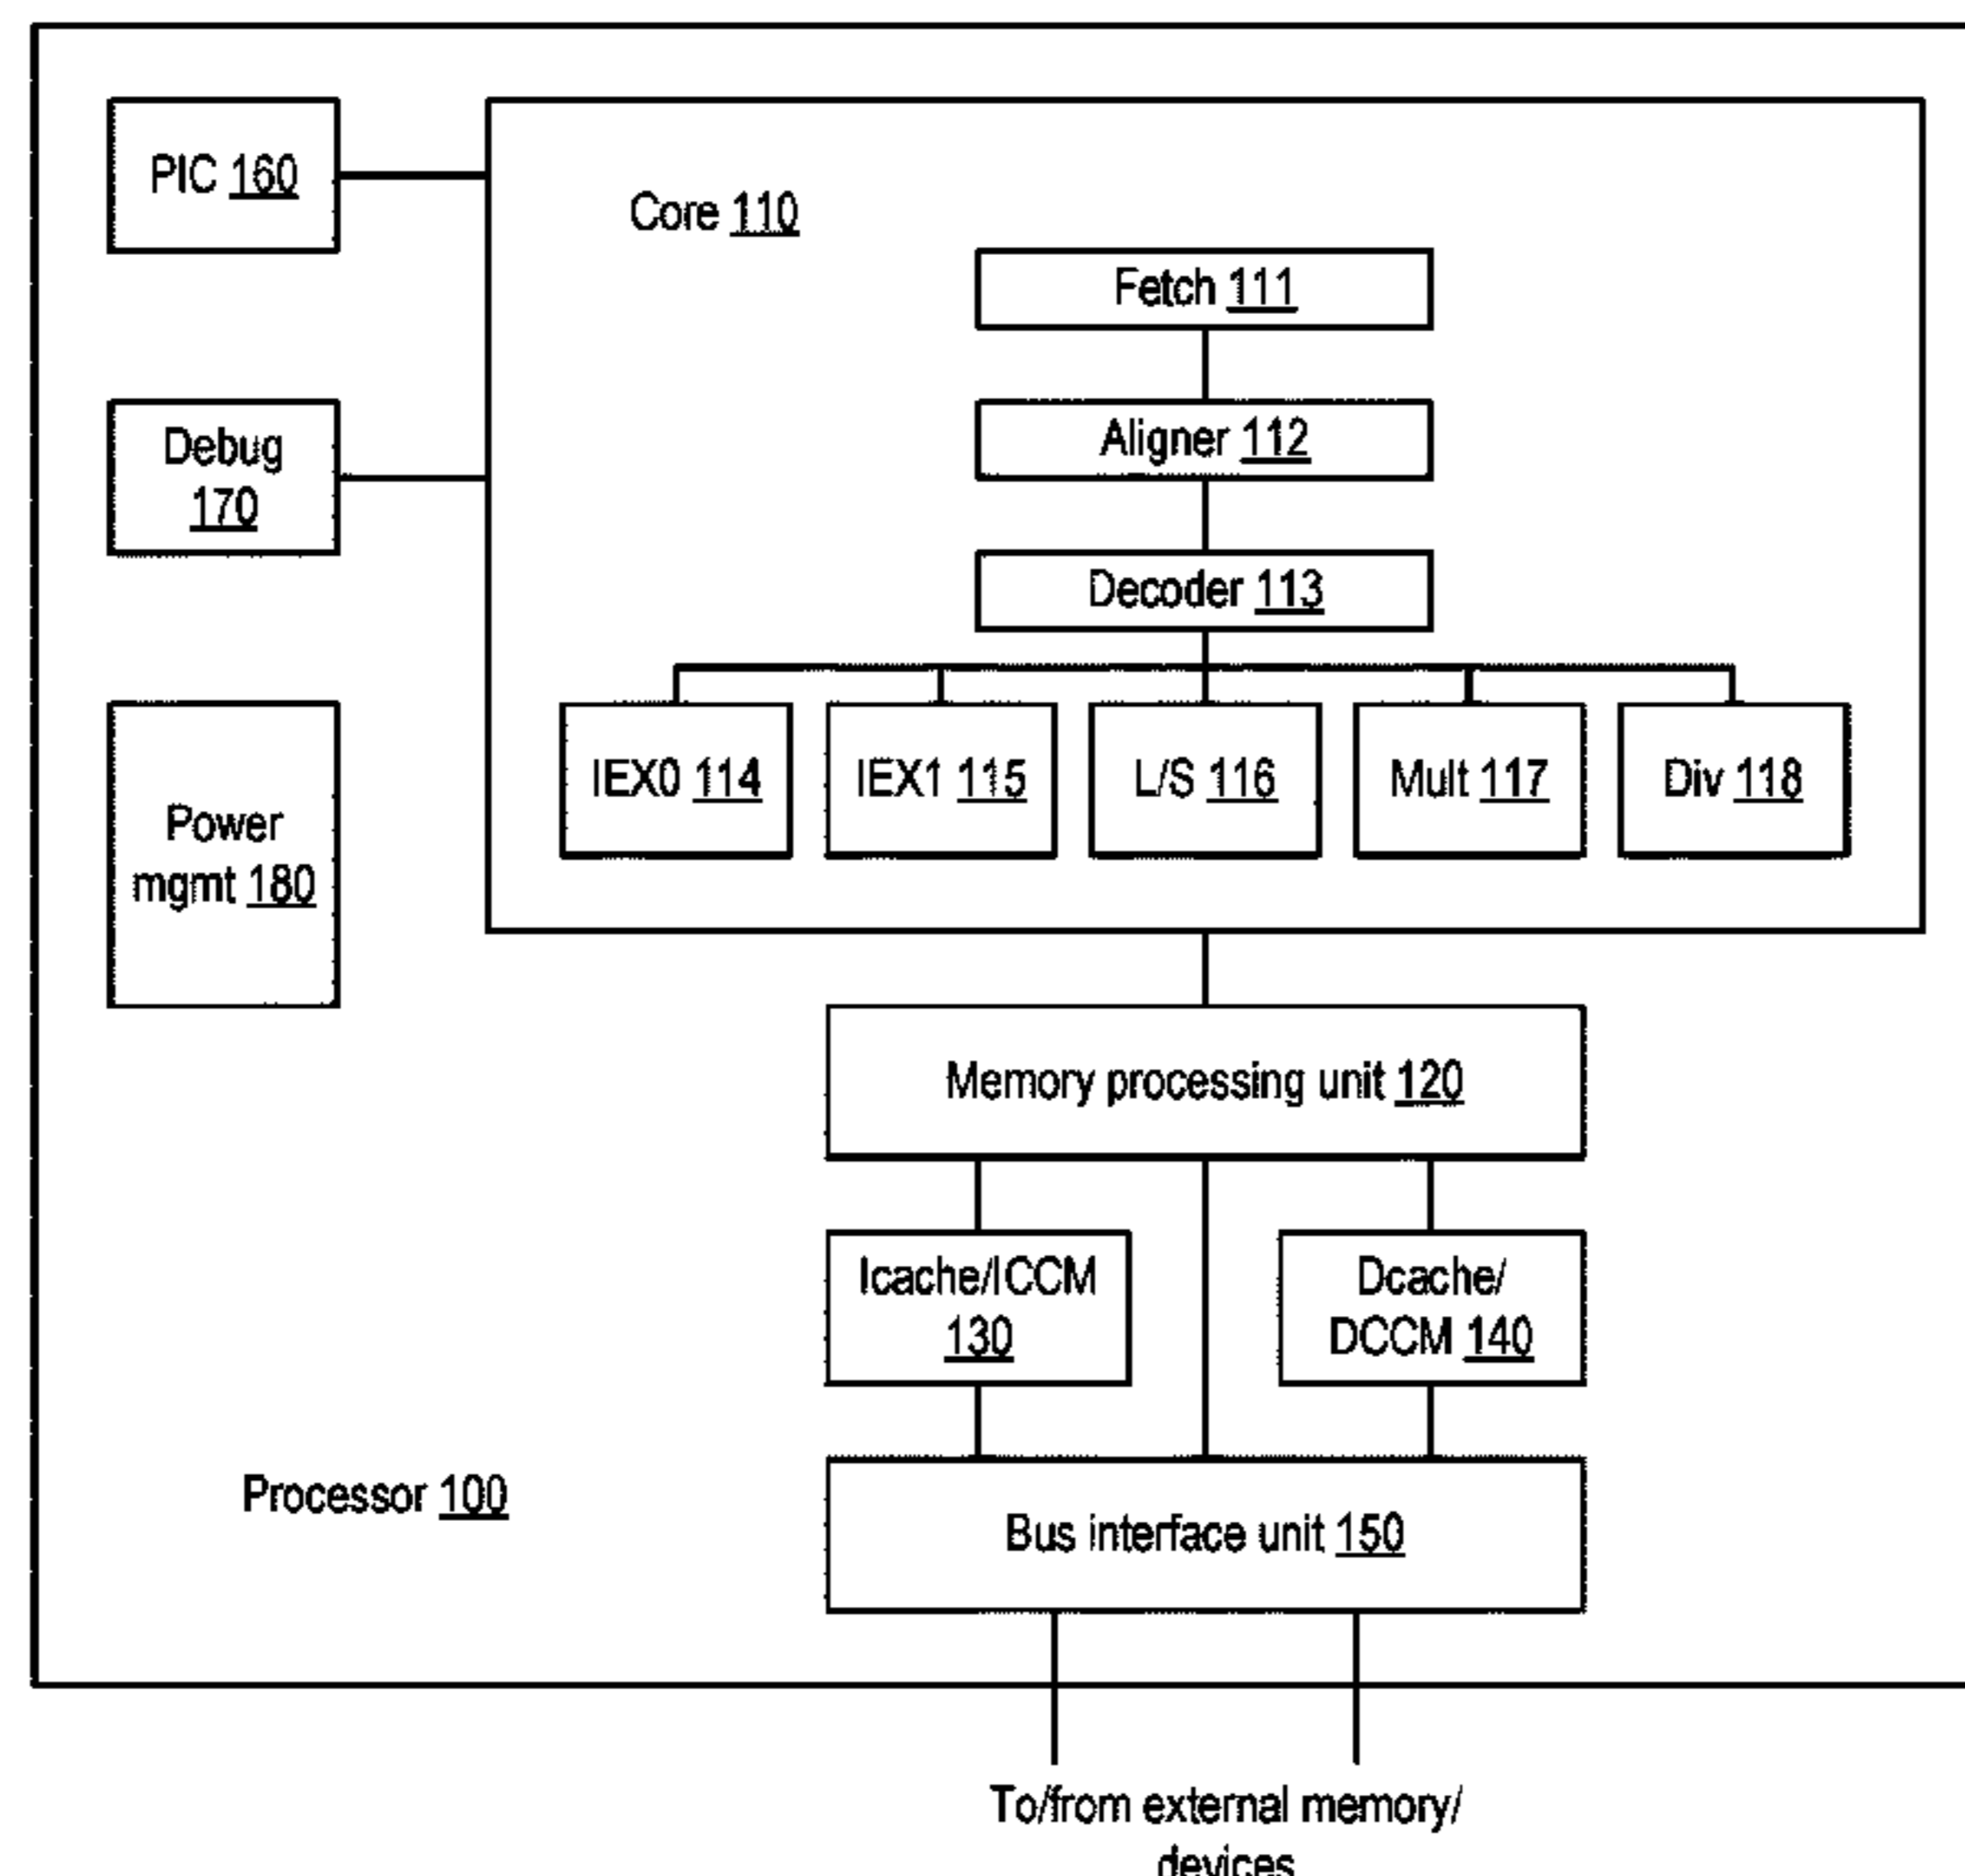 PIC 160
Core 110
Fetch 111
Debug
170
Aligner 112
Decoder 113
IEX0 114
IEX1 115
L/S 116
Mult 117
Div 118
Power
mgmt 180
Memory processing unit 120
Icache/ICCM
130
Dcache/
DCCM 140
Processor 100
Bus interface unit 150
To/from external memory/
devices